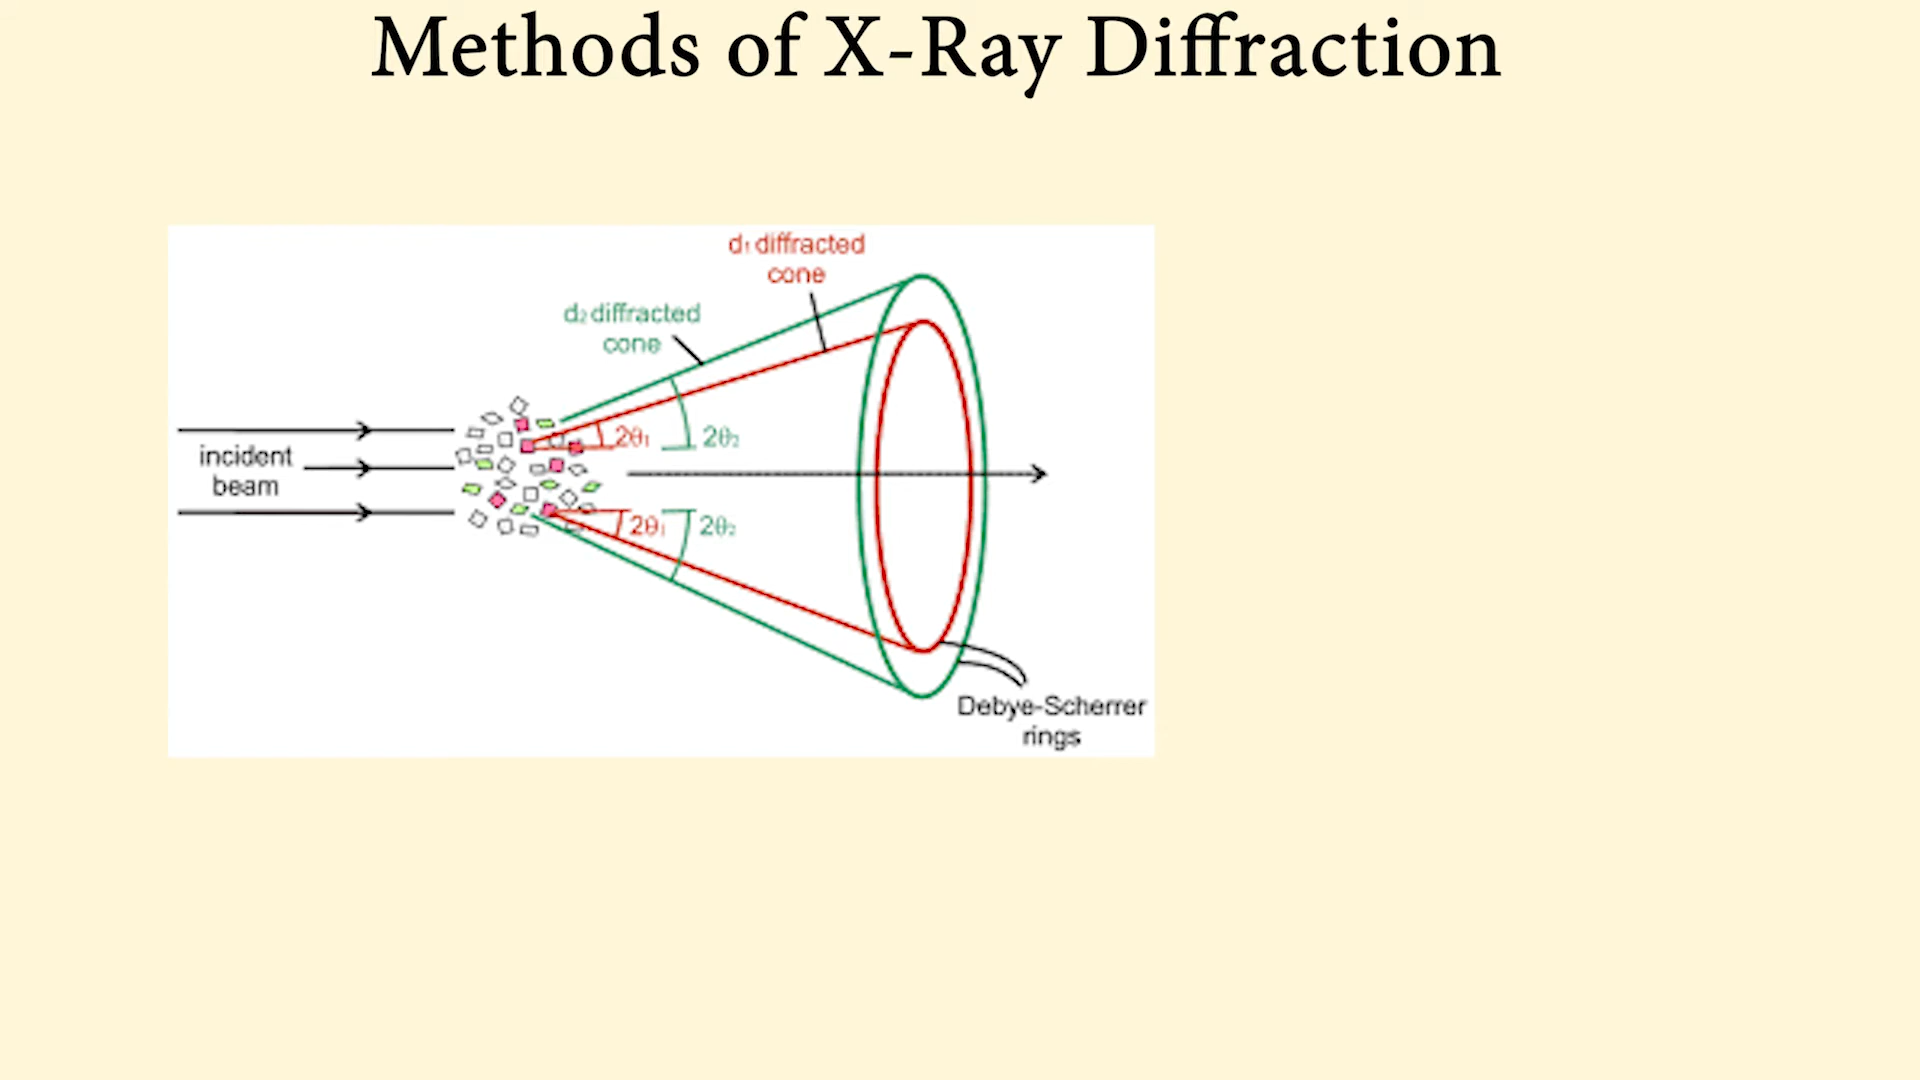 Methods of X-Ray Diffraction
d₁ diffracted
cone
d₂ diffracted
cone
incident
beam
2θ₁
2θ₂
2θ₁
2θ₂
Debye-Scherrer
rings